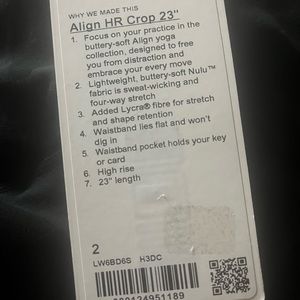 WHY WE MADE THIS
Align HR Crop 23"
1. Focus on your practice in the
buttery-soft Align yoga
collection, designed to free
you from distraction and
embrace your every move
2. Lightweight, buttery-soft Nulu™
fabric is sweat-wicking and
four-way stretch
3. Added Lycra® fibre for stretch
and shape retention
4. Waistband lies flat and won't
dig in
5. Waistband pocket holds your key
or card
6. High rise
7. 23" length
2
LW6BD6S H3DC